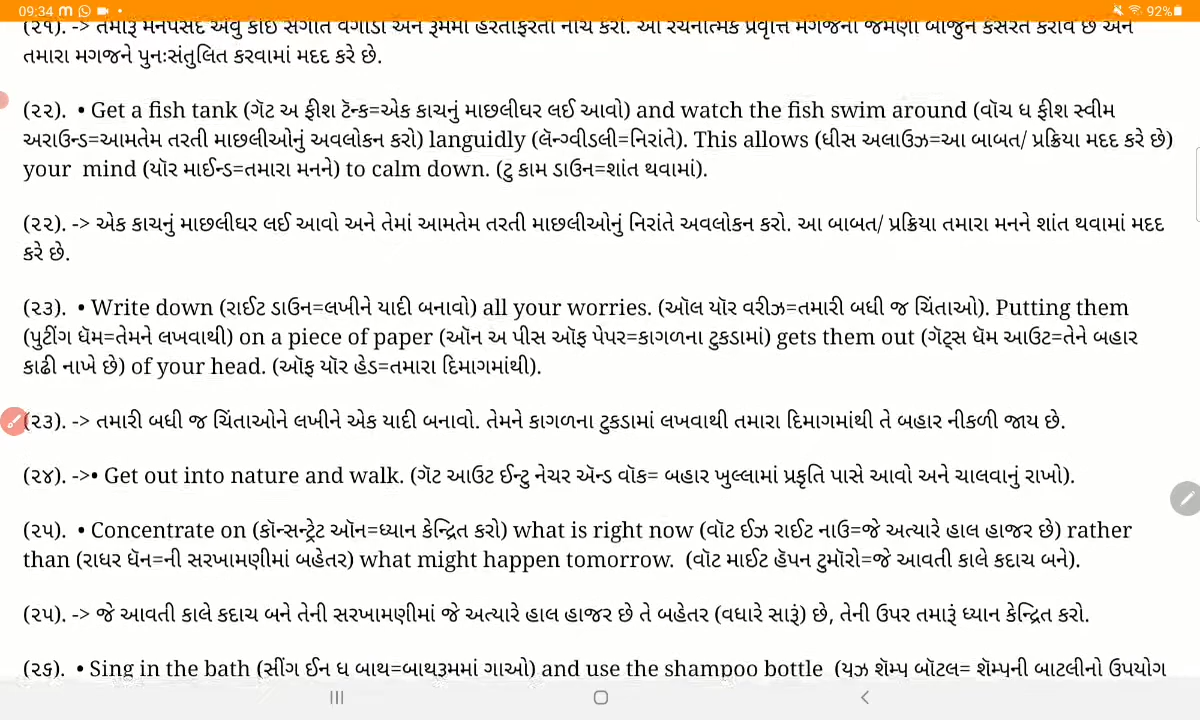 09:34 92%
(૨૧). -> તમારૂં મનપસંદ એવું કોઈ સંગીત વગાડો અને રૂમમાં હરતાંફરતાં નાચ કરો. આ રચનાત્મક પ્રવૃત્તિ મગજની જમણી બાજુને કસરત કરાવે છે અને
તમારા મગજને પુનઃસંતુલિત કરવામાં મદદ કરે છે.
(૨૨). • Get a fish tank (ગૅટ અ ફીશ ટૅન્ક=એક કાચનું માછલીઘર લઈ આવો) and watch the fish swim around (વૉચ ધ ફીશ સ્વીમ
અરાઉન્ડ=આમતેમ તરતી માછલીઓનું અવલોકન કરો) languidly (લૅન્ગ્વીડલી=નિરાંતે). This allows (ધીસ અલાઉઝ=આ બાબત/ પ્રક્રિયા મદદ કરે છે)
your mind (યૉર માઈન્ડ=તમારા મનને) to calm down. (ટુ કામ ડાઉન=શાંત થવામાં).
(૨૨). -> એક કાચનું માછલીઘર લઈ આવો અને તેમાં આમતેમ તરતી માછલીઓનું નિરાંતે અવલોકન કરો. આ બાબત/ પ્રક્રિયા તમારા મનને શાંત થવામાં મદદ
કરે છે.
(૨૩). • Write down (રાઈટ ડાઉન=લખીને યાદી બનાવો) all your worries. (ઑલ યૉર વરીઝ=તમારી બધી જ ચિંતાઓ). Putting them
(પુટીંગ ધૅમ=તેમને લખવાથી) on a piece of paper (ઑન અ પીસ ઑફ પેપર=કાગળના ટુકડામાં) gets them out (ગૅટ્સ ધૅમ આઉટ=તેને બહાર
કાઢી નાખે છે) of your head. (ઑફ યૉર હેડ=તમારા દિમાગમાંથી).
(૨૩). -> તમારી બધી જ ચિંતાઓને લખીને એક યાદી બનાવો. તેમને કાગળના ટુકડામાં લખવાથી તમારા દિમાગમાંથી તે બહાર નીકળી જાય છે.
(૨૪). ->• Get out into nature and walk. (ગૅટ આઉટ ઈન્ટુ નેચર ઍન્ડ વૉક= બહાર ખુલ્લામાં પ્રકૃતિ પાસે આવો અને ચાલવાનું રાખો).
(૨૫). • Concentrate on (કૉન્સન્ટ્રેટ ઑન=ધ્યાન કેન્દ્રિત કરો) what is right now (વૉટ ઈઝ રાઈટ નાઉ=જે અત્યારે હાલ હાજર છે) rather
than (રાધર ધૅન=ની સરખામણીમાં બહેતર) what might happen tomorrow. (વૉટ માઈટ હૅપન ટુમૉરો=જે આવતી કાલે કદાચ બને).
(૨૫). -> જે આવતી કાલે કદાચ બને તેની સરખામણીમાં જે અત્યારે હાલ હાજર છે તે બહેતર (વધારે સારૂં) છે, તેની ઉપર તમારૂં ધ્યાન કેન્દ્રિત કરો.
(૨૬). • Sing in the bath (સીંગ ઈન ધ બાથ=બાથરૂમમાં ગાઓ) and use the shampoo bottle (યૂઝ શૅમ્પૂ બૉટલ= શૅમ્પૂની બાટલીનો ઉપયોગ